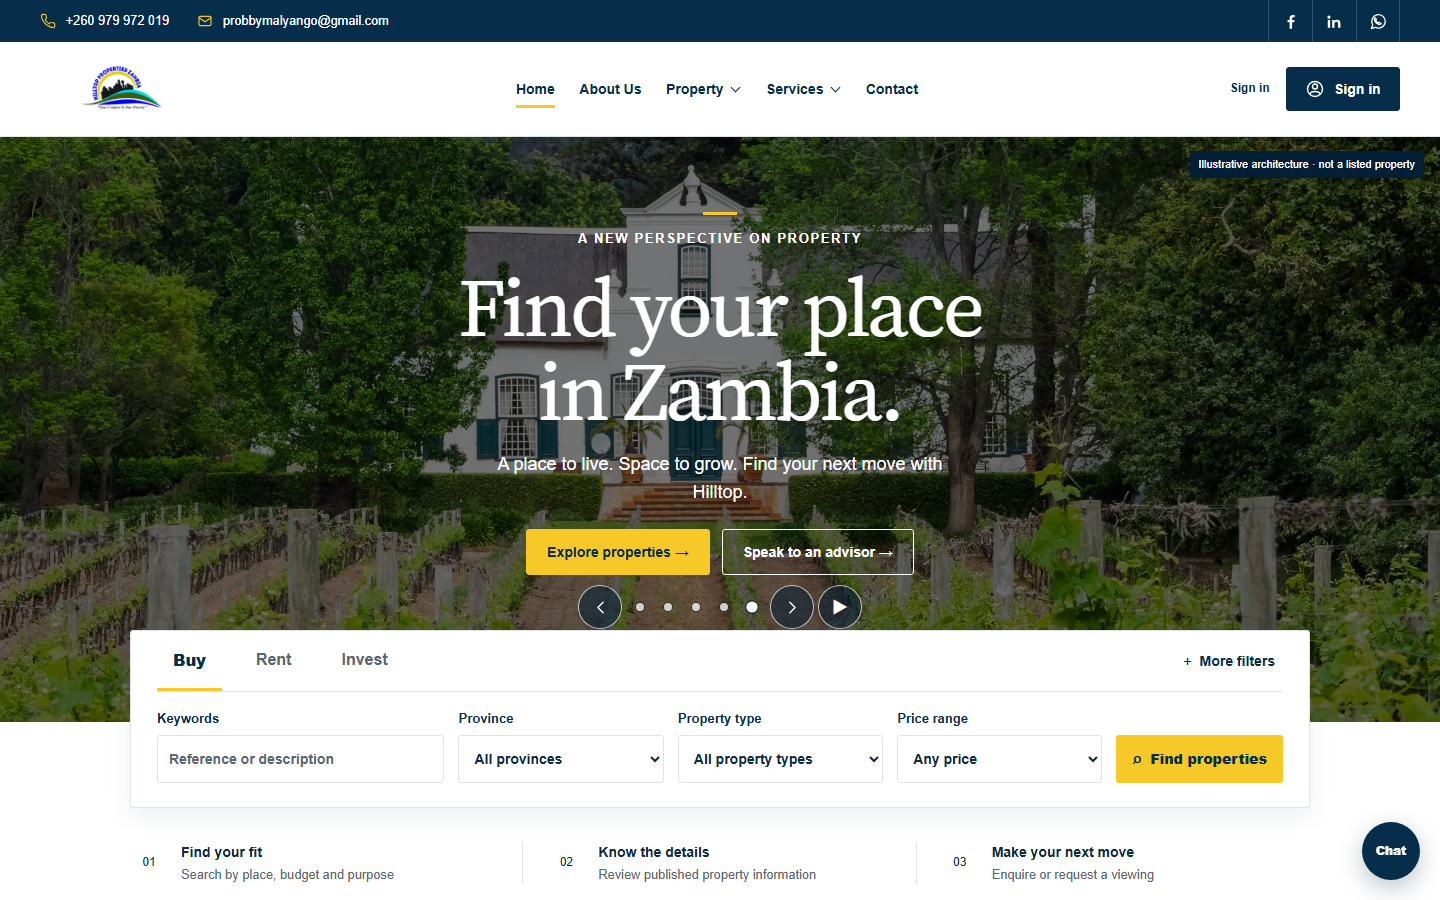 +260 979 972 019
probbymalyango@gmail.com
HILLTOP PROPERTIES ZAMBIA
Home
About Us
Property
Services
Contact
Sign in
Sign in
Illustrative architecture · not a listed property
A NEW PERSPECTIVE ON PROPERTY
Find your place
in Zambia.
A place to live. Space to grow. Find your next move with
Hilltop.
Explore properties →
Speak to an advisor →
Buy
Rent
Invest
+ More filters
Keywords
Province
Property type
Price range
Reference or description
All provinces
All property types
Any price
Find properties
01
Find your fit
Search by place, budget and purpose
02
Know the details
Review published property information
03
Make your next move
Enquire or request a viewing
Chat